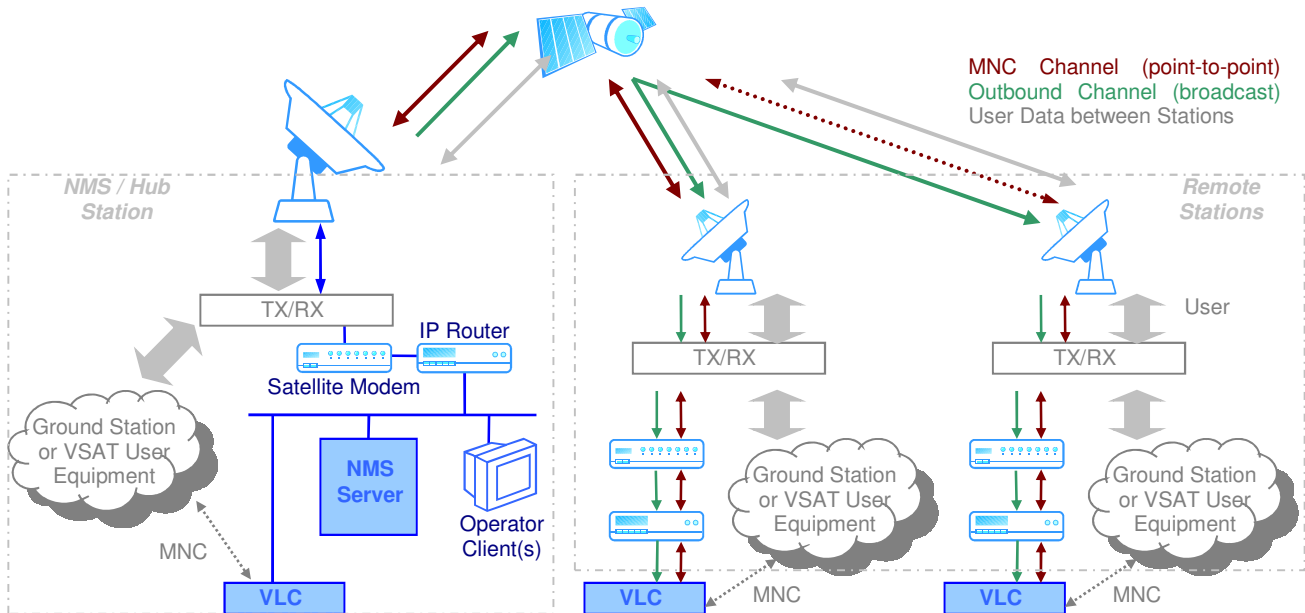 MNC Channel (point-to-point)
Outbound Channel (broadcast)
User Data between Stations
NMS / Hub
Station
Remote
Stations
TX/RX
IP Router
Satellite Modem
Ground Station
or VSAT User
Equipment
NMS
Server
Operator
Client(s)
MNC
VLC
TX/RX
Ground Station
or VSAT User
Equipment
VLC
MNC
User
TX/RX
Ground Station
or VSAT User
Equipment
VLC
MNC